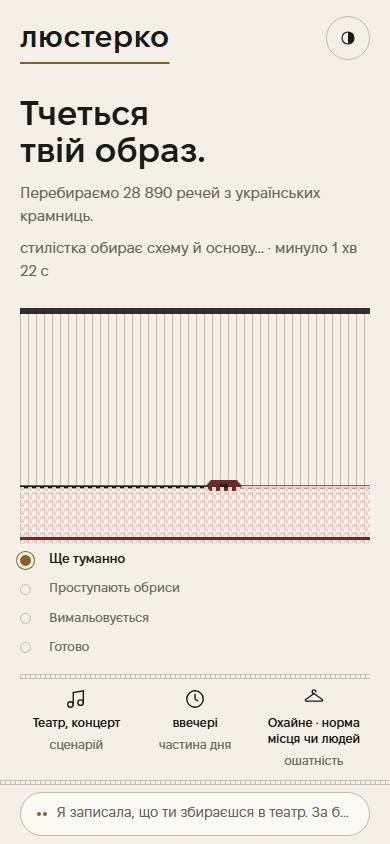 люстерко
Тчеться
твій образ.
Перебираємо 28 890 речей з українських
крамниць.
стилістка обирає схему й основу… · минуло 1 хв
22 с
Ще туманно
Проступають обриси
Вимальовується
Готово
Театр, концерт
сценарій
ввечері
частина дня
Охайне · норма
місця чи людей
ошатність
Я записала, що ти збираєшся в театр. За б…